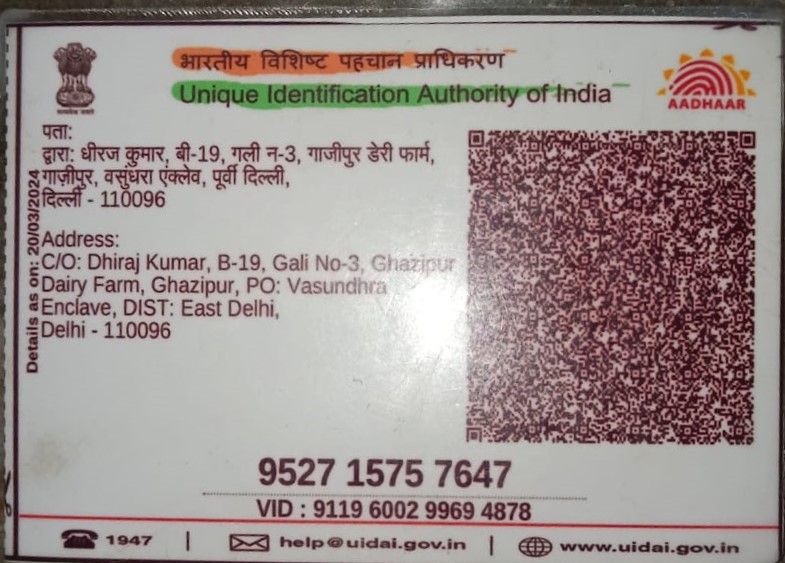 भारतीय विशिष्ट पहचान प्राधिकरण
Unique Identification Authority of India
AADHAAR
पता:
द्वारा: धीरज कुमार, बी-19, गली न-3, गाजीपुर डेरी फार्म,
गाज़ीपुर, वसुंधरा एंक्लेव, पूर्वी दिल्ली,
दिल्ली - 110096
Details as on: 20/03/2024
Address:
C/O: Dhiraj Kumar, B-19, Gali No-3, Ghazipur
Dairy Farm, Ghazipur, PO: Vasundhra
Enclave, DIST: East Delhi,
Delhi - 110096
9527 1575 7647
VID : 9119 6002 9969 4878
1947 | help@uidai.gov.in | www.uidai.gov.in